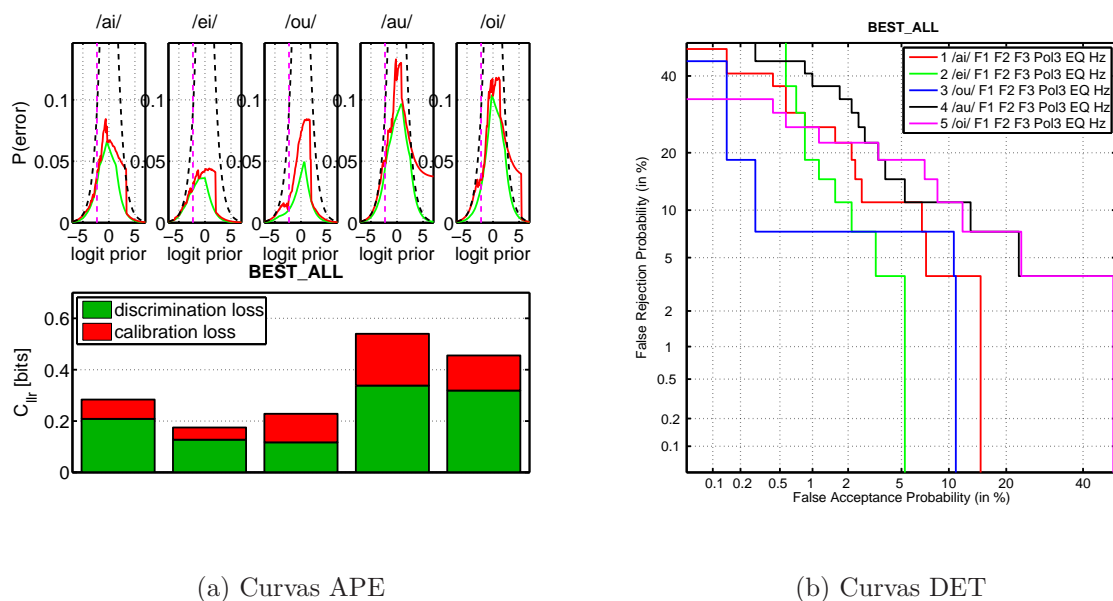 /ai/ /ei/ /ou/ /au/ /oi/
P(error)
0.1 0.1 0.1 0.1 0.1
0.05 0.05 0.05 0.05 0.05
0 0 0 0 0
−5 0 5 −5 0 5 −5 0 5 −5 0 5 −5 0 5
logit prior logit prior logit prior logit prior logit prior
BEST_ALL
discrimination loss
calibration loss
C_llr [bits]
0.6
0.4
0.2
0
(a) Curvas APE
BEST_ALL
1 /ai/ F1 F2 F3 Pol3 EQ Hz
2 /ei/ F1 F2 F3 Pol3 EQ Hz
3 /ou/ F1 F2 F3 Pol3 EQ Hz
4 /au/ F1 F2 F3 Pol3 EQ Hz
5 /oi/ F1 F2 F3 Pol3 EQ Hz
False Rejection Probability (in %)
40
20
10
5
2
1
0.5
0.2
0.1
0.1 0.2 0.5 1 2 5 10 20 40
False Acceptance Probability (in %)
(b) Curvas DET